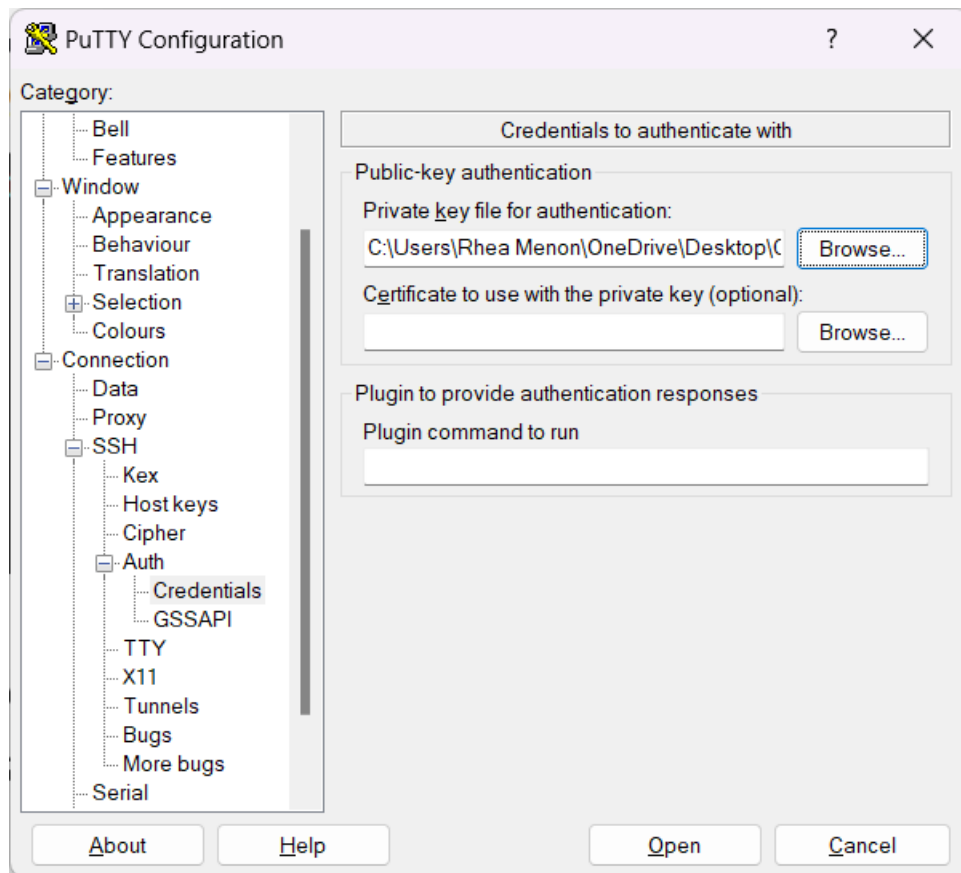 PuTTY Configuration
?
Category:
Bell
Features
Window
Appearance
Behaviour
Translation
Selection
Colours
Connection
Data
Proxy
SSH
Kex
Host keys
Cipher
Auth
Credentials
GSSAPI
TTY
X11
Tunnels
Bugs
More bugs
Serial
Credentials to authenticate with
Public-key authentication
Private key file for authentication:
C:\Users\Rhea Menon\OneDrive\Desktop\
Browse...
Certificate to use with the private key (optional):
Browse...
Plugin to provide authentication responses
Plugin command to run
About
Help
Open
Cancel